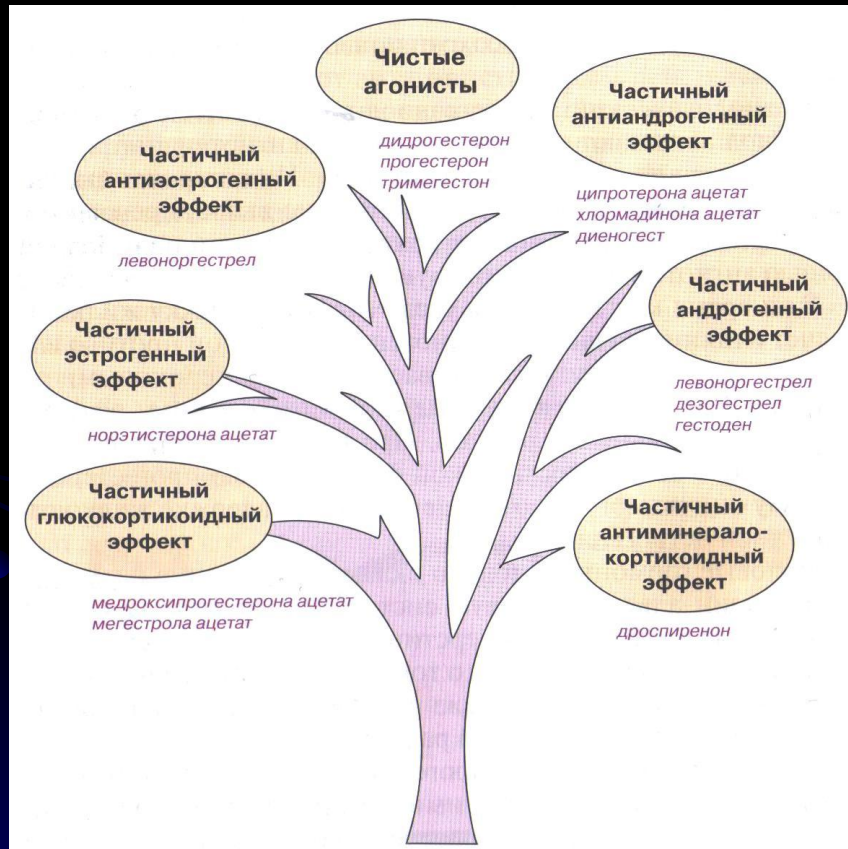 Чистые
агонисты
дидрогестерон
прогестерон
тримегестон
Частичный
антиандрогенный
эффект
ципротерона ацетат
хлормадинона ацетат
диеногест
Частичный
антиэстрогенный
эффект
левоноргестрел
Частичный
андрогенный
эффект
левоноргестрел
дезогестрел
гестоден
Частичный
эстрогенный
эффект
норэтистерона ацетат
Частичный
глюкокортикоидный
эффект
медроксипрогестерона ацетат
мегестрола ацетат
Частичный
антиминерало-
кортикоидный
эффект
дроспиренон